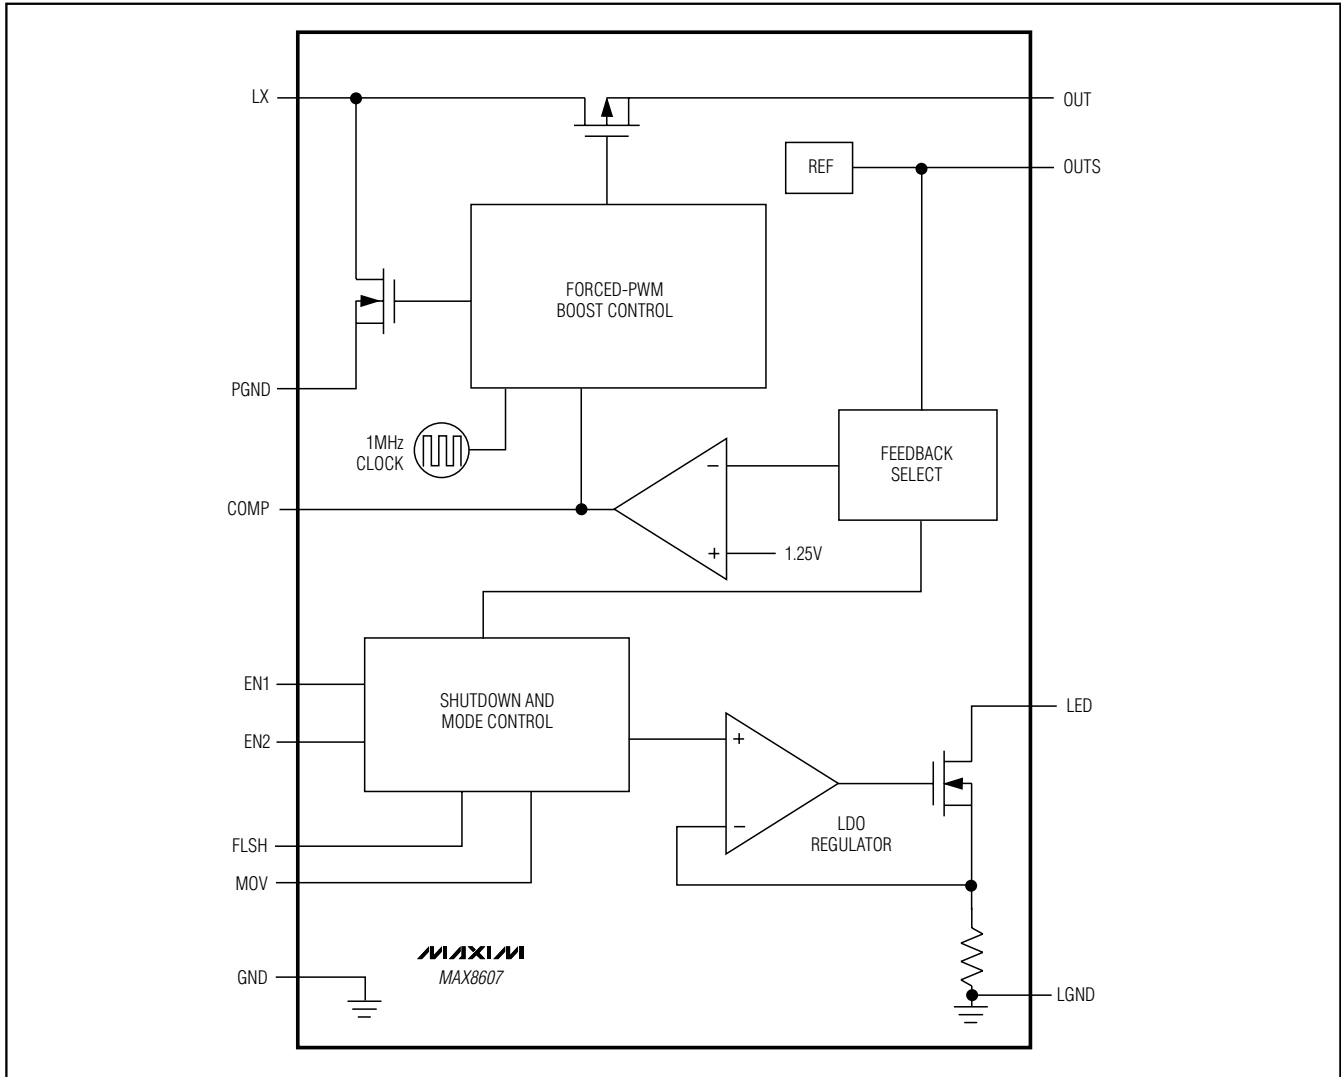 LX
OUT
REF
OUTS
FORCED-PWM
BOOST CONTROL
PGND
1MHz
CLOCK
FEEDBACK
SELECT
−
COMP
+
1.25V
EN1
SHUTDOWN AND
MODE CONTROL
LED
EN2
+
−
LDO
REGULATOR
FLSH
MOV
MAXIM
MAX8607
GND
LGND